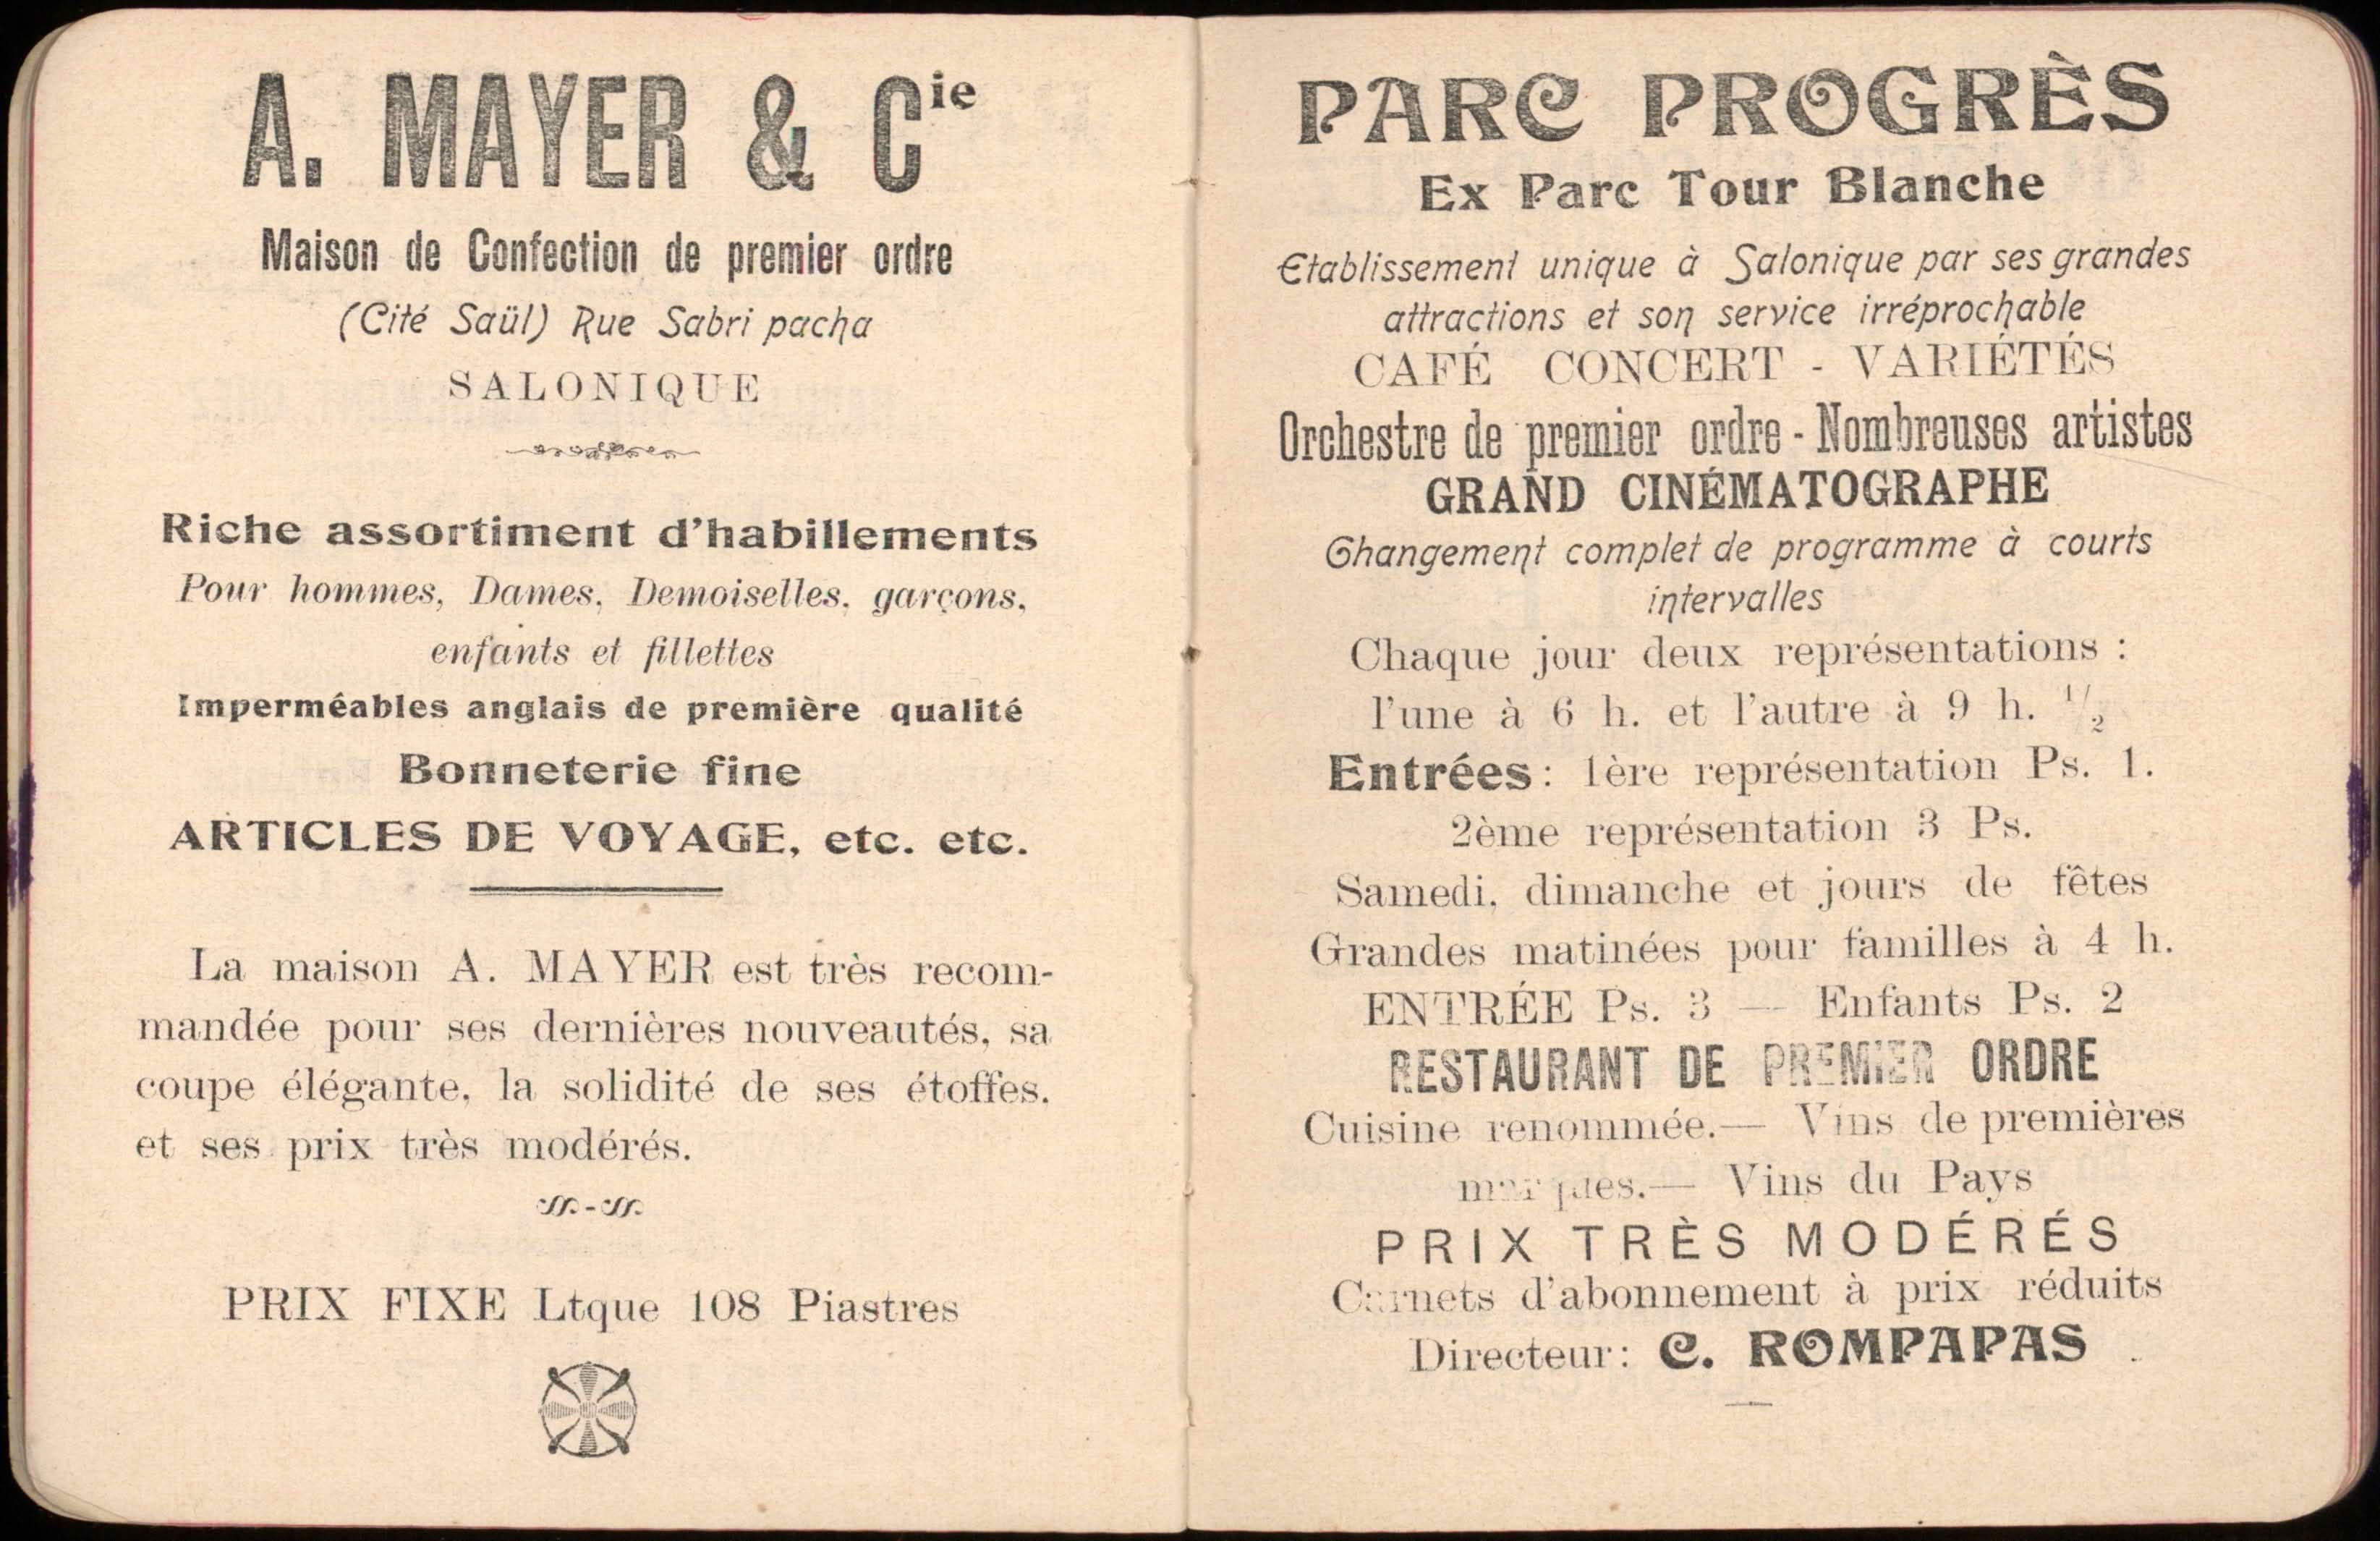 A. MAYER & Cie
Maison de Confection de premier ordre
(Cité Saül) Rue Sabri pacha
SALONIQUE
Riche assortiment d'habillements
Pour hommes, Dames, Demoiselles, garçons,
enfants et fillettes
Imperméables anglais de première qualité
Bonneterie fine
ARTICLES DE VOYAGE, etc. etc.
La maison A. MAYER est très recom-
mandée pour ses dernières nouveautés, sa
coupe élégante, la solidité de ses étoffes.
et ses prix très modérés.
PRIX FIXE Ltque 108 Piastres
PARC PROGRÈS
Ex Parc Tour Blanche
Etablissement unique à Salonique par ses grandes
attractions et son service irréprochable
CAFÉ CONCERT - VARIÉTÉS
Orchestre de premier ordre - Nombreuses artistes
GRAND CINÉMATOGRAPHE
Changement complet de programme à courts
intervalles
Chaque jour deux représentations :
l'une à 6 h. et l'autre à 9 h. 1/2
Entrées: 1ère représentation Ps. 1.
2ème représentation 3 Ps.
Samedi, dimanche et jours de fêtes
Grandes matinées pour familles à 4 h.
ENTRÉE Ps. 3 — Enfants Ps. 2
RESTAURANT DE PREMIER ORDRE
Cuisine renommée.— Vins de premières
marques.— Vins du Pays
PRIX TRÈS MODÉRÉS
Carnets d'abonnement à prix réduits
Directeur: C. ROMPAPAS